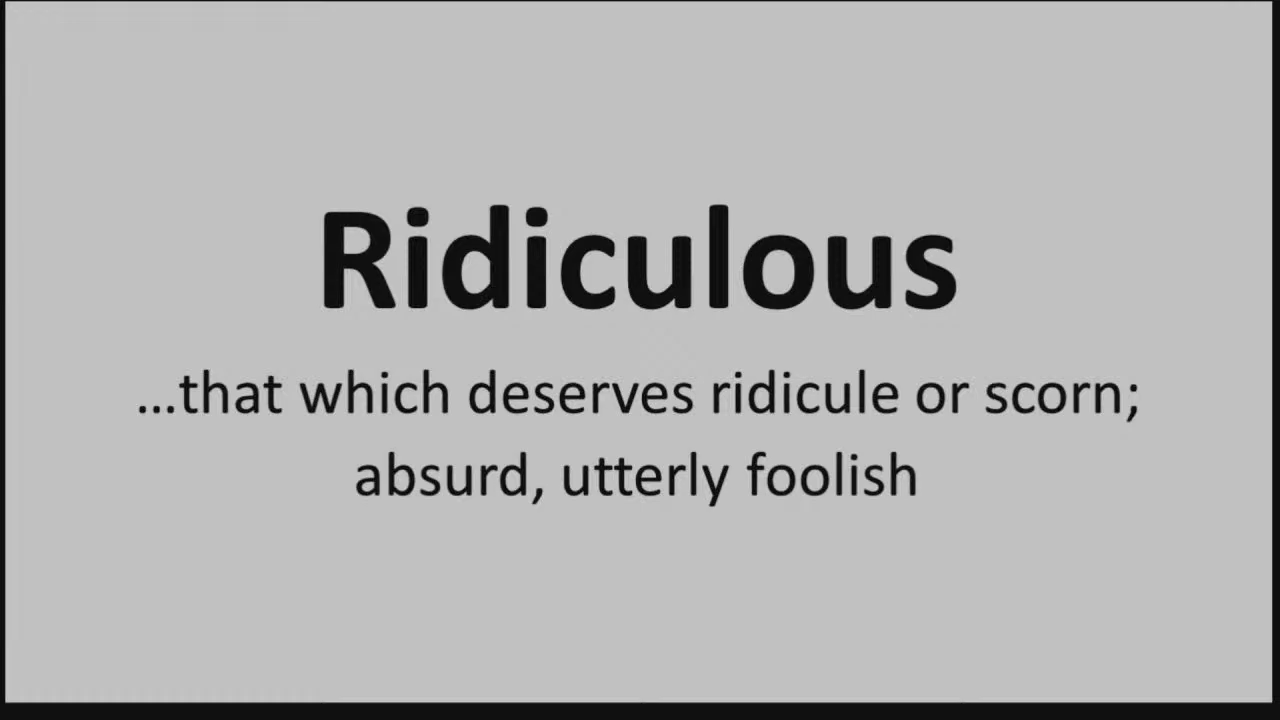 Ridiculous
…that which deserves ridicule or scorn;
absurd, utterly foolish